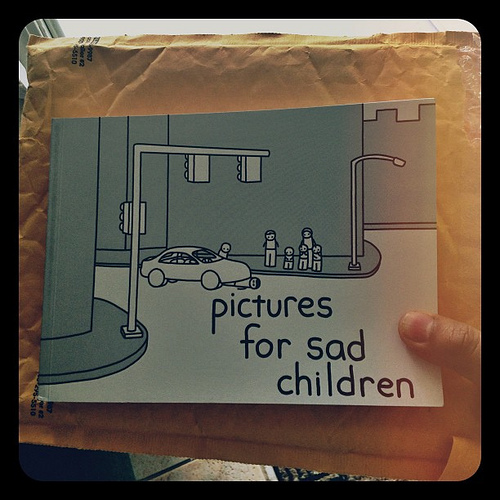 pictures
for sad
children